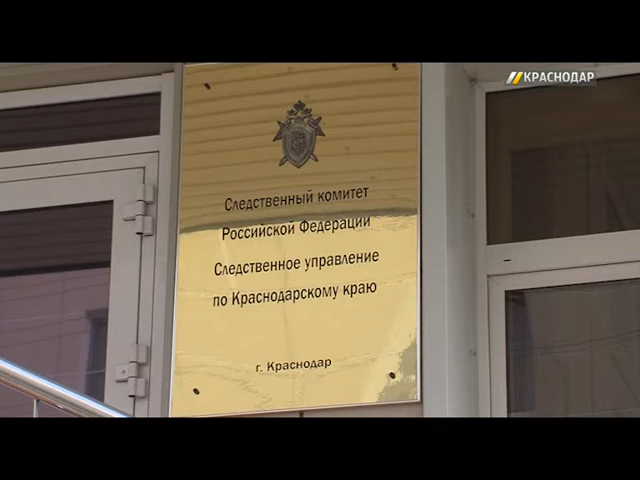 КРАСНОДАР
Следственный комитет
Российской Федерации
Следственное управление
по Краснодарскому краю
г. Краснодар